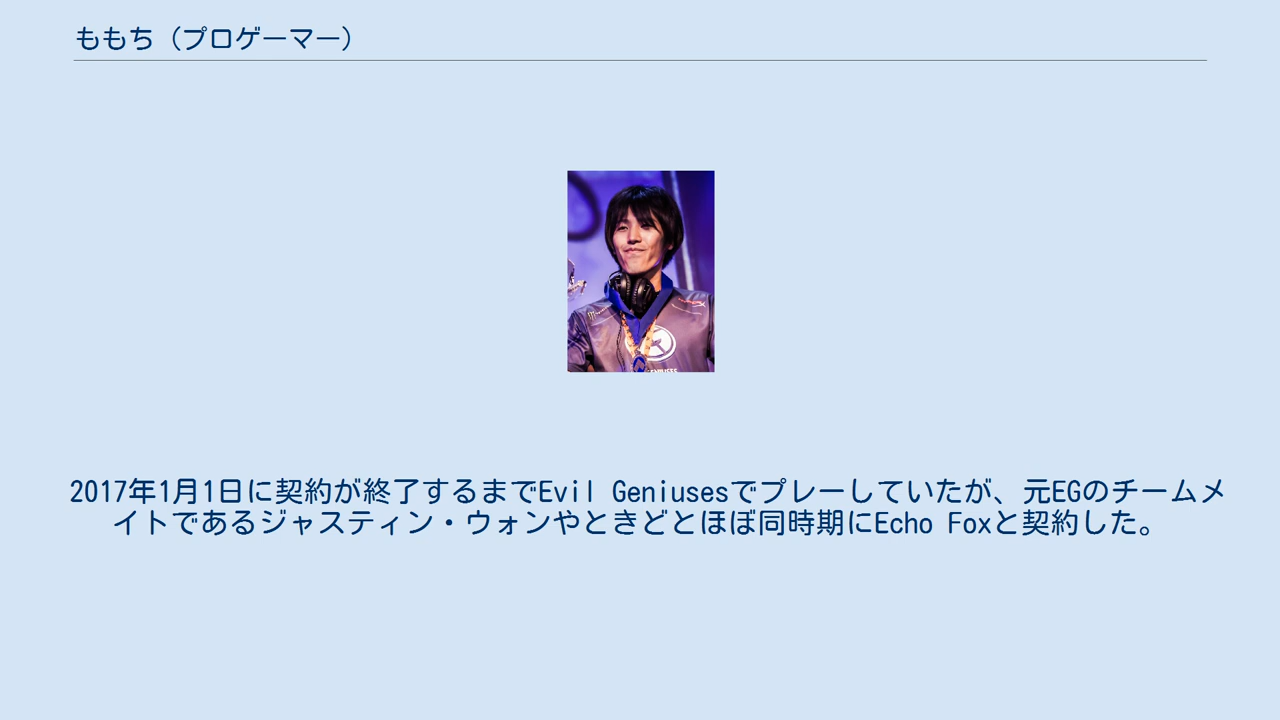 ももち（プロゲーマー）
2017年1月1日に契約が終了するまでEvil Geniusesでプレーしていたが、元EGのチームメ
イトであるジャスティン・ウォンやときどとほぼ同時期にEcho Foxと契約した。